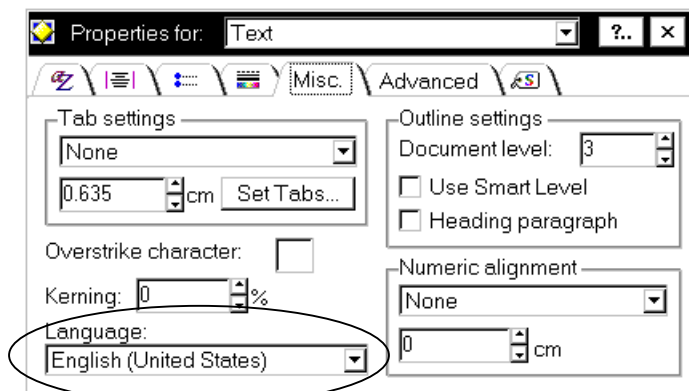 Properties for: Text ?..
Misc. Advanced S
Tab settings
None
0.635 cm Set Tabs...
Overstrike character:
Kerning: 0 %
Language:
English (United States)
Outline settings
Document level: 3
Use Smart Level
Heading paragraph
Numeric alignment
None
0 cm